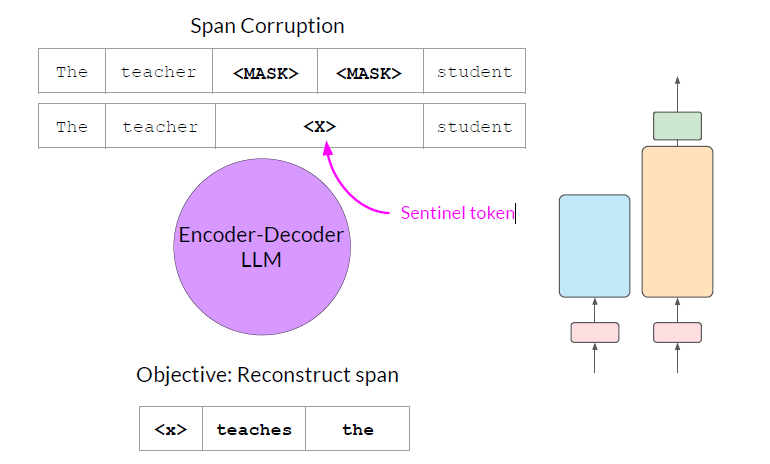 Span Corruption
The teacher <MASK> <MASK> student
The teacher <X> student
Sentinel token
Encoder-Decoder
LLM
Objective: Reconstruct span
<x> teaches the